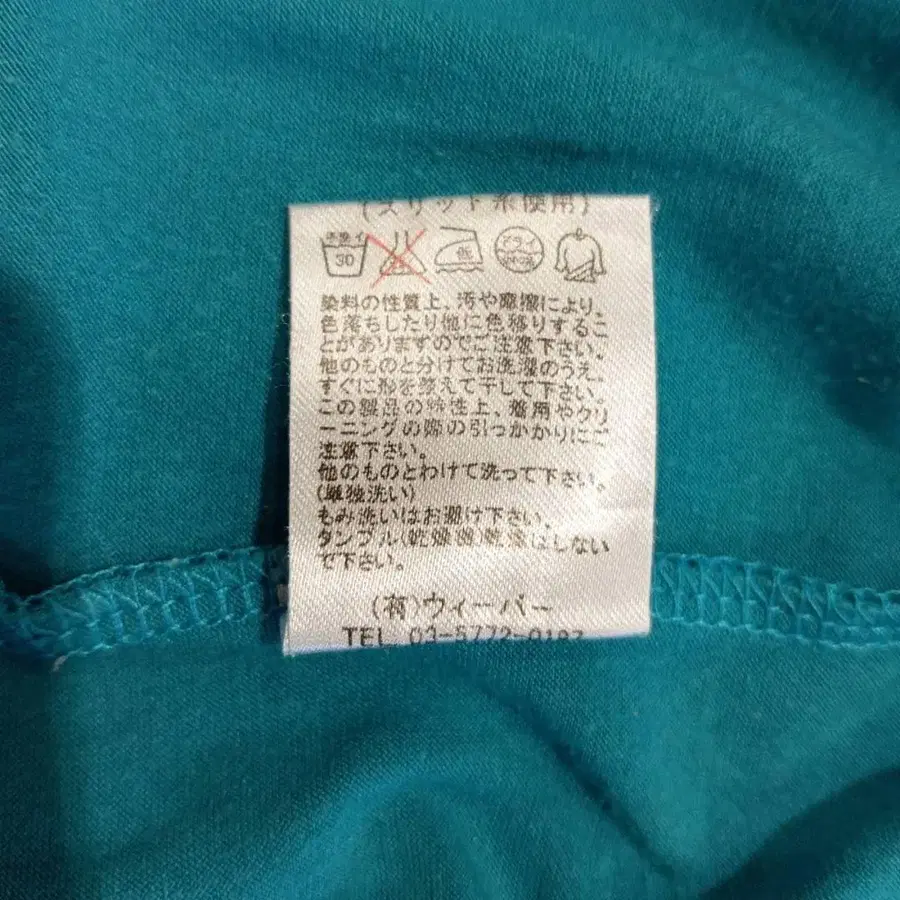 (スリット糸使用)
手洗イ
30
低
ドライ
染料の性質上、汚や摩擦により、
色落ちしたり他に色移りするこ
とがありますのでご注意下さい。
他のものと分けてお洗濯のうえ、
すぐに形を整えて干して下さい。
この製品の特性上、着用やクリ
ーニングの際の引っかかりにご
注意下さい。
他のものとわけて洗って下さい。
(単独洗い)
もみ洗いはお避け下さい。
タンブル(乾燥機)乾燥はしない
で下さい。
(有)ウィーバー
TEL 03-5772-0187